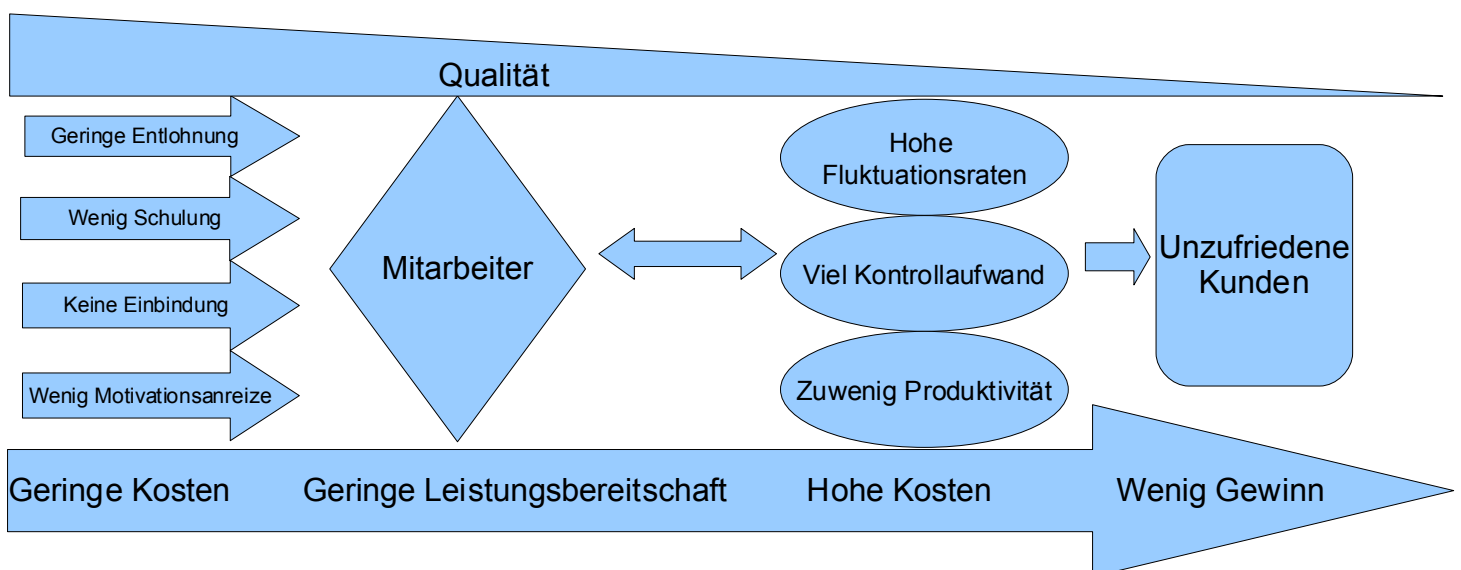 Qualität
Geringe Entlohnung
Wenig Schulung
Keine Einbindung
Wenig Motivationsanreize
Mitarbeiter
Hohe
Fluktuationsraten
Viel Kontrollaufwand
Zuwenig Produktivität
Unzufriedene
Kunden
Geringe Kosten
Geringe Leistungsbereitschaft
Hohe Kosten
Wenig Gewinn